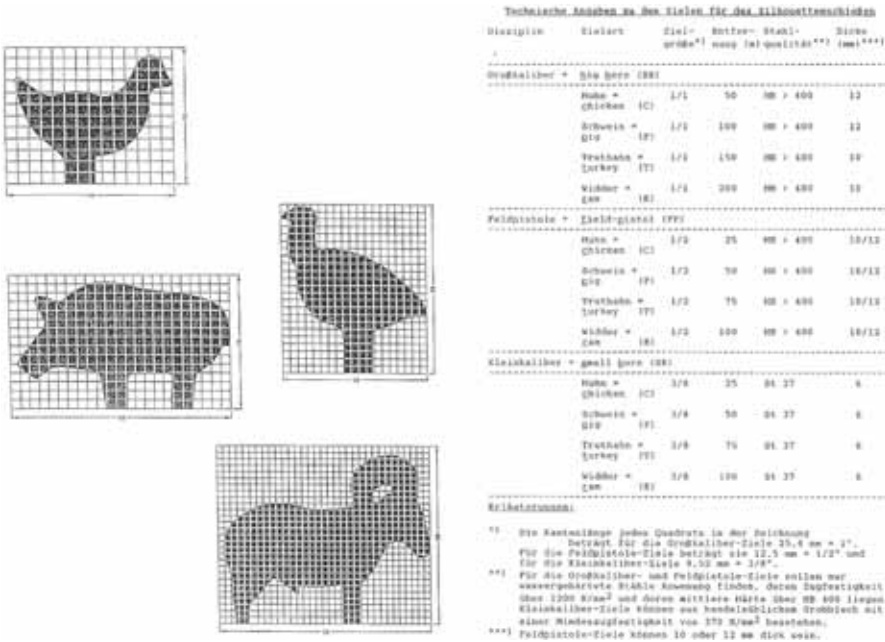 Technische Angaben zu den Zielen für das Silhouettenschießen
Disziplin Zielart Ziel- Entfer- Stahl- Dicke
größe*) nung (m) qualität**) (mm)***)
Großkaliber = big bore (BB)
Huhn = 1/1 50 HB > 400 12
chicken (C)
Schwein = 1/1 100 HB > 400 12
pig (P)
Truthahn = 1/1 150 HB > 400 10
turkey (T)
Widder = 1/1 200 HB > 400 10
ram (R)
Feldpistole = field-pistol (FP)
Huhn = 1/2 25 HB > 400 10/12
chicken (C)
Schwein = 1/2 50 HB > 400 10/12
pig (P)
Truthahn = 1/2 75 HB > 400 10/12
turkey (T)
Widder = 1/2 100 HB > 400 10/12
ram (R)
Kleinkaliber = small bore (SB)
Huhn = 3/8 25 St 37 6
chicken (C)
Schwein = 3/8 50 St 37 6
pig (P)
Truthahn = 3/8 75 St 37 6
turkey (T)
Widder = 3/8 100 St 37 6
ram (R)
Erläuterungen:
*) Die Kantenlänge jedes Quadrats in der Zeichnung
beträgt für die Großkaliber-Ziele 25,4 mm = 1".
Für die Feldpistole-Ziele beträgt sie 12.5 mm = 1/2" und
für die Kleinkaliber-Ziele 9.52 mm = 3/8".
**) Für die Großkaliber- und Feldpistole-Ziele sollen nur
wassergehärtete Stähle Anwendung finden, deren Zugfestigkeit
über 1200 N/mm² und deren mittlere Härte über HB 400 liegen
Kleinkaliber-Ziele können aus handelsüblichem Grobblech mit
einer Mindestzugfestigkeit von 370 N/mm² bestehen.
***) Feldpistole-Ziele können 10 oder 12 mm dick sein.